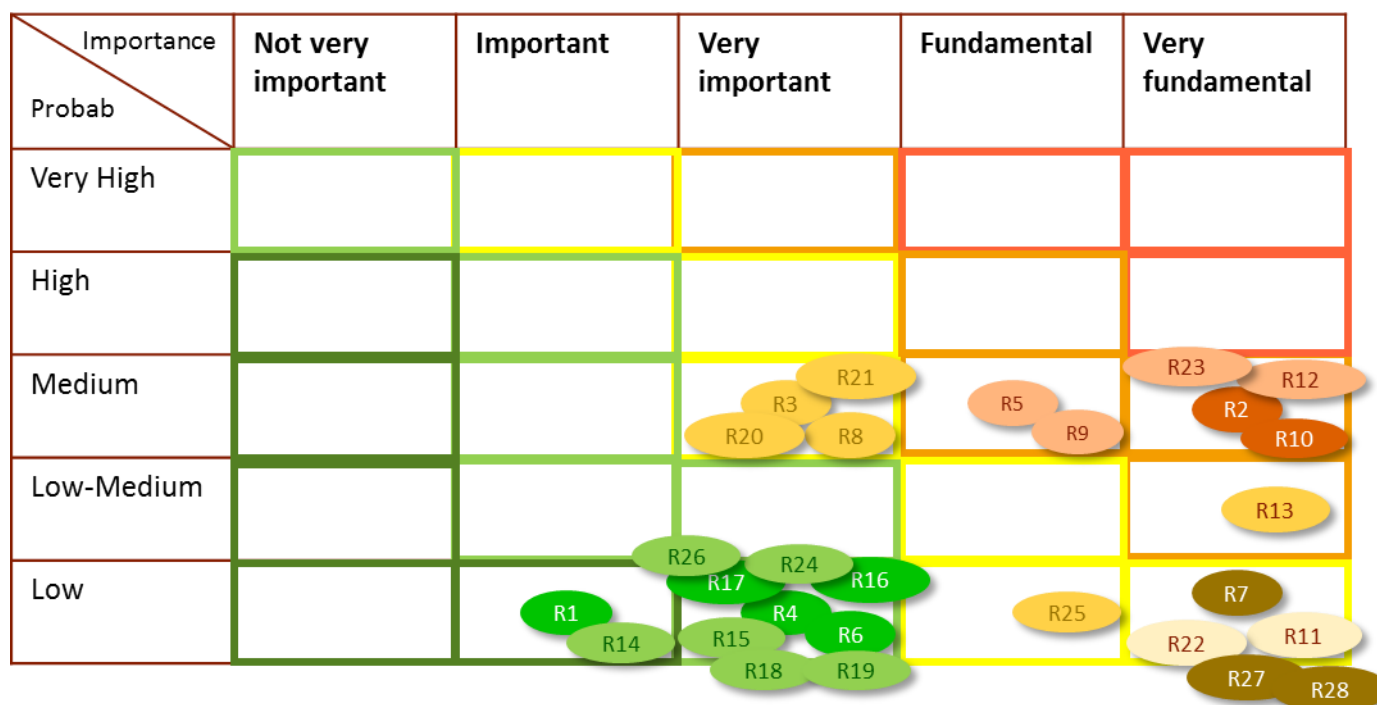 Importance
Probab
Not very
important
Important
Very
important
Fundamental
Very
fundamental
Very High
High
Medium
R21
R3
R20
R8
R5
R9
R23
R12
R2
R10
Low-Medium
R13
Low
R26
R24
R17
R16
R1
R4
R14
R15
R6
R18
R19
R25
R7
R22
R11
R27
R28